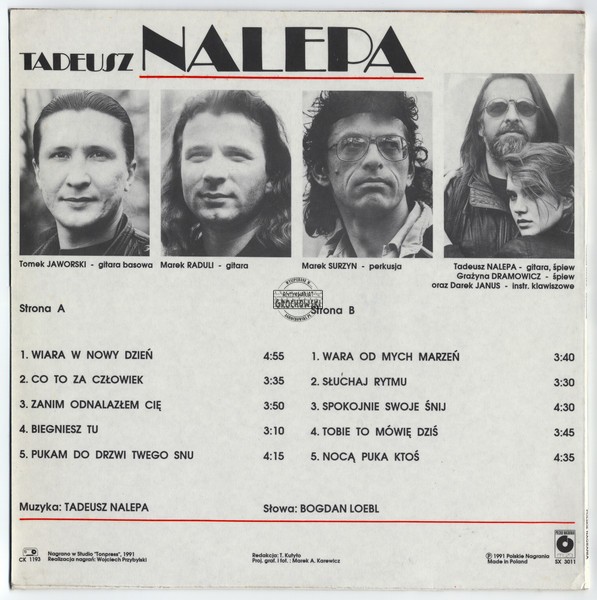 TADEUSZ NALEPA
Tomek JAWORSKI - gitara basowa
Marek RADULI - gitara
Marek SURZYN - perkusja
Tadeusz NALEPA - gitara, śpiew
Grażyna DRAMOWICZ - śpiew
oraz Darek JANUS - instr. klawiszowe
GROCHOWSKI
Strona A
1. WIARA W NOWY DZIEŃ 4:55
2. CO TO ZA CZŁOWIEK 3:35
3. ZANIM ODNALAZŁEM CIĘ 3:50
4. BIEGNIESZ TU 3:10
5. PUKAM DO DRZWI TWEGO SNU 4:15
Strona B
1. WARA OD MYCH MARZEŃ 3:40
2. SŁUCHAJ RYTMU 3:30
3. SPOKOJNIE SWOJE ŚNIJ 4:30
4. TOBIE TO MÓWIĘ DZIŚ 3:45
5. NOCĄ PUKA KTOŚ 4:35
Muzyka: TADEUSZ NALEPA
Słowa: BOGDAN LOEBL
CK 1193
Nagrano w Studio "Tonpress", 1991
Realizacja nagrań: Wojciech Przybylski
Redakcja: T. Kutyło
Proj. graf. i fot.: Marek A. Karewicz
Ⓟ 1991 Polskie Nagrania
Made in Poland
SX 3011